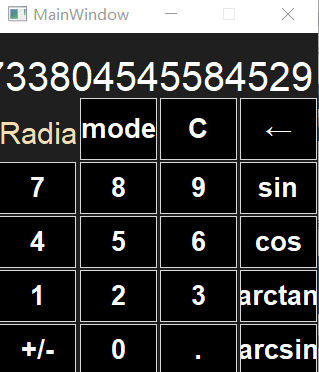 MainWindow
733804545584529
Radia mode C ←
7 8 9 sin
4 5 6 cos
1 2 3 arctan
+/- 0 . arcsin